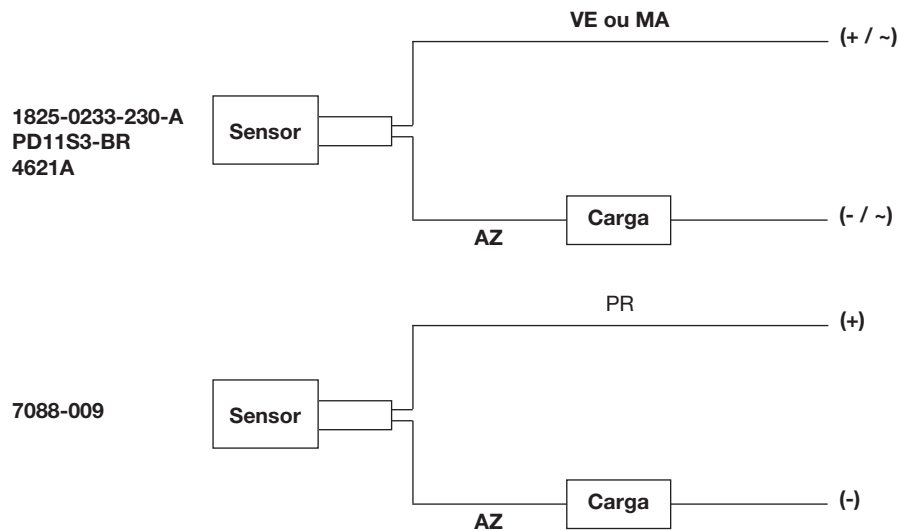 VE ou MA
(+ / ~)
1825-0233-230-A
PD11S3-BR
4621A
Sensor
Carga
(- / ~)
AZ
PR
(+)
7088-009
Sensor
Carga
(-)
AZ